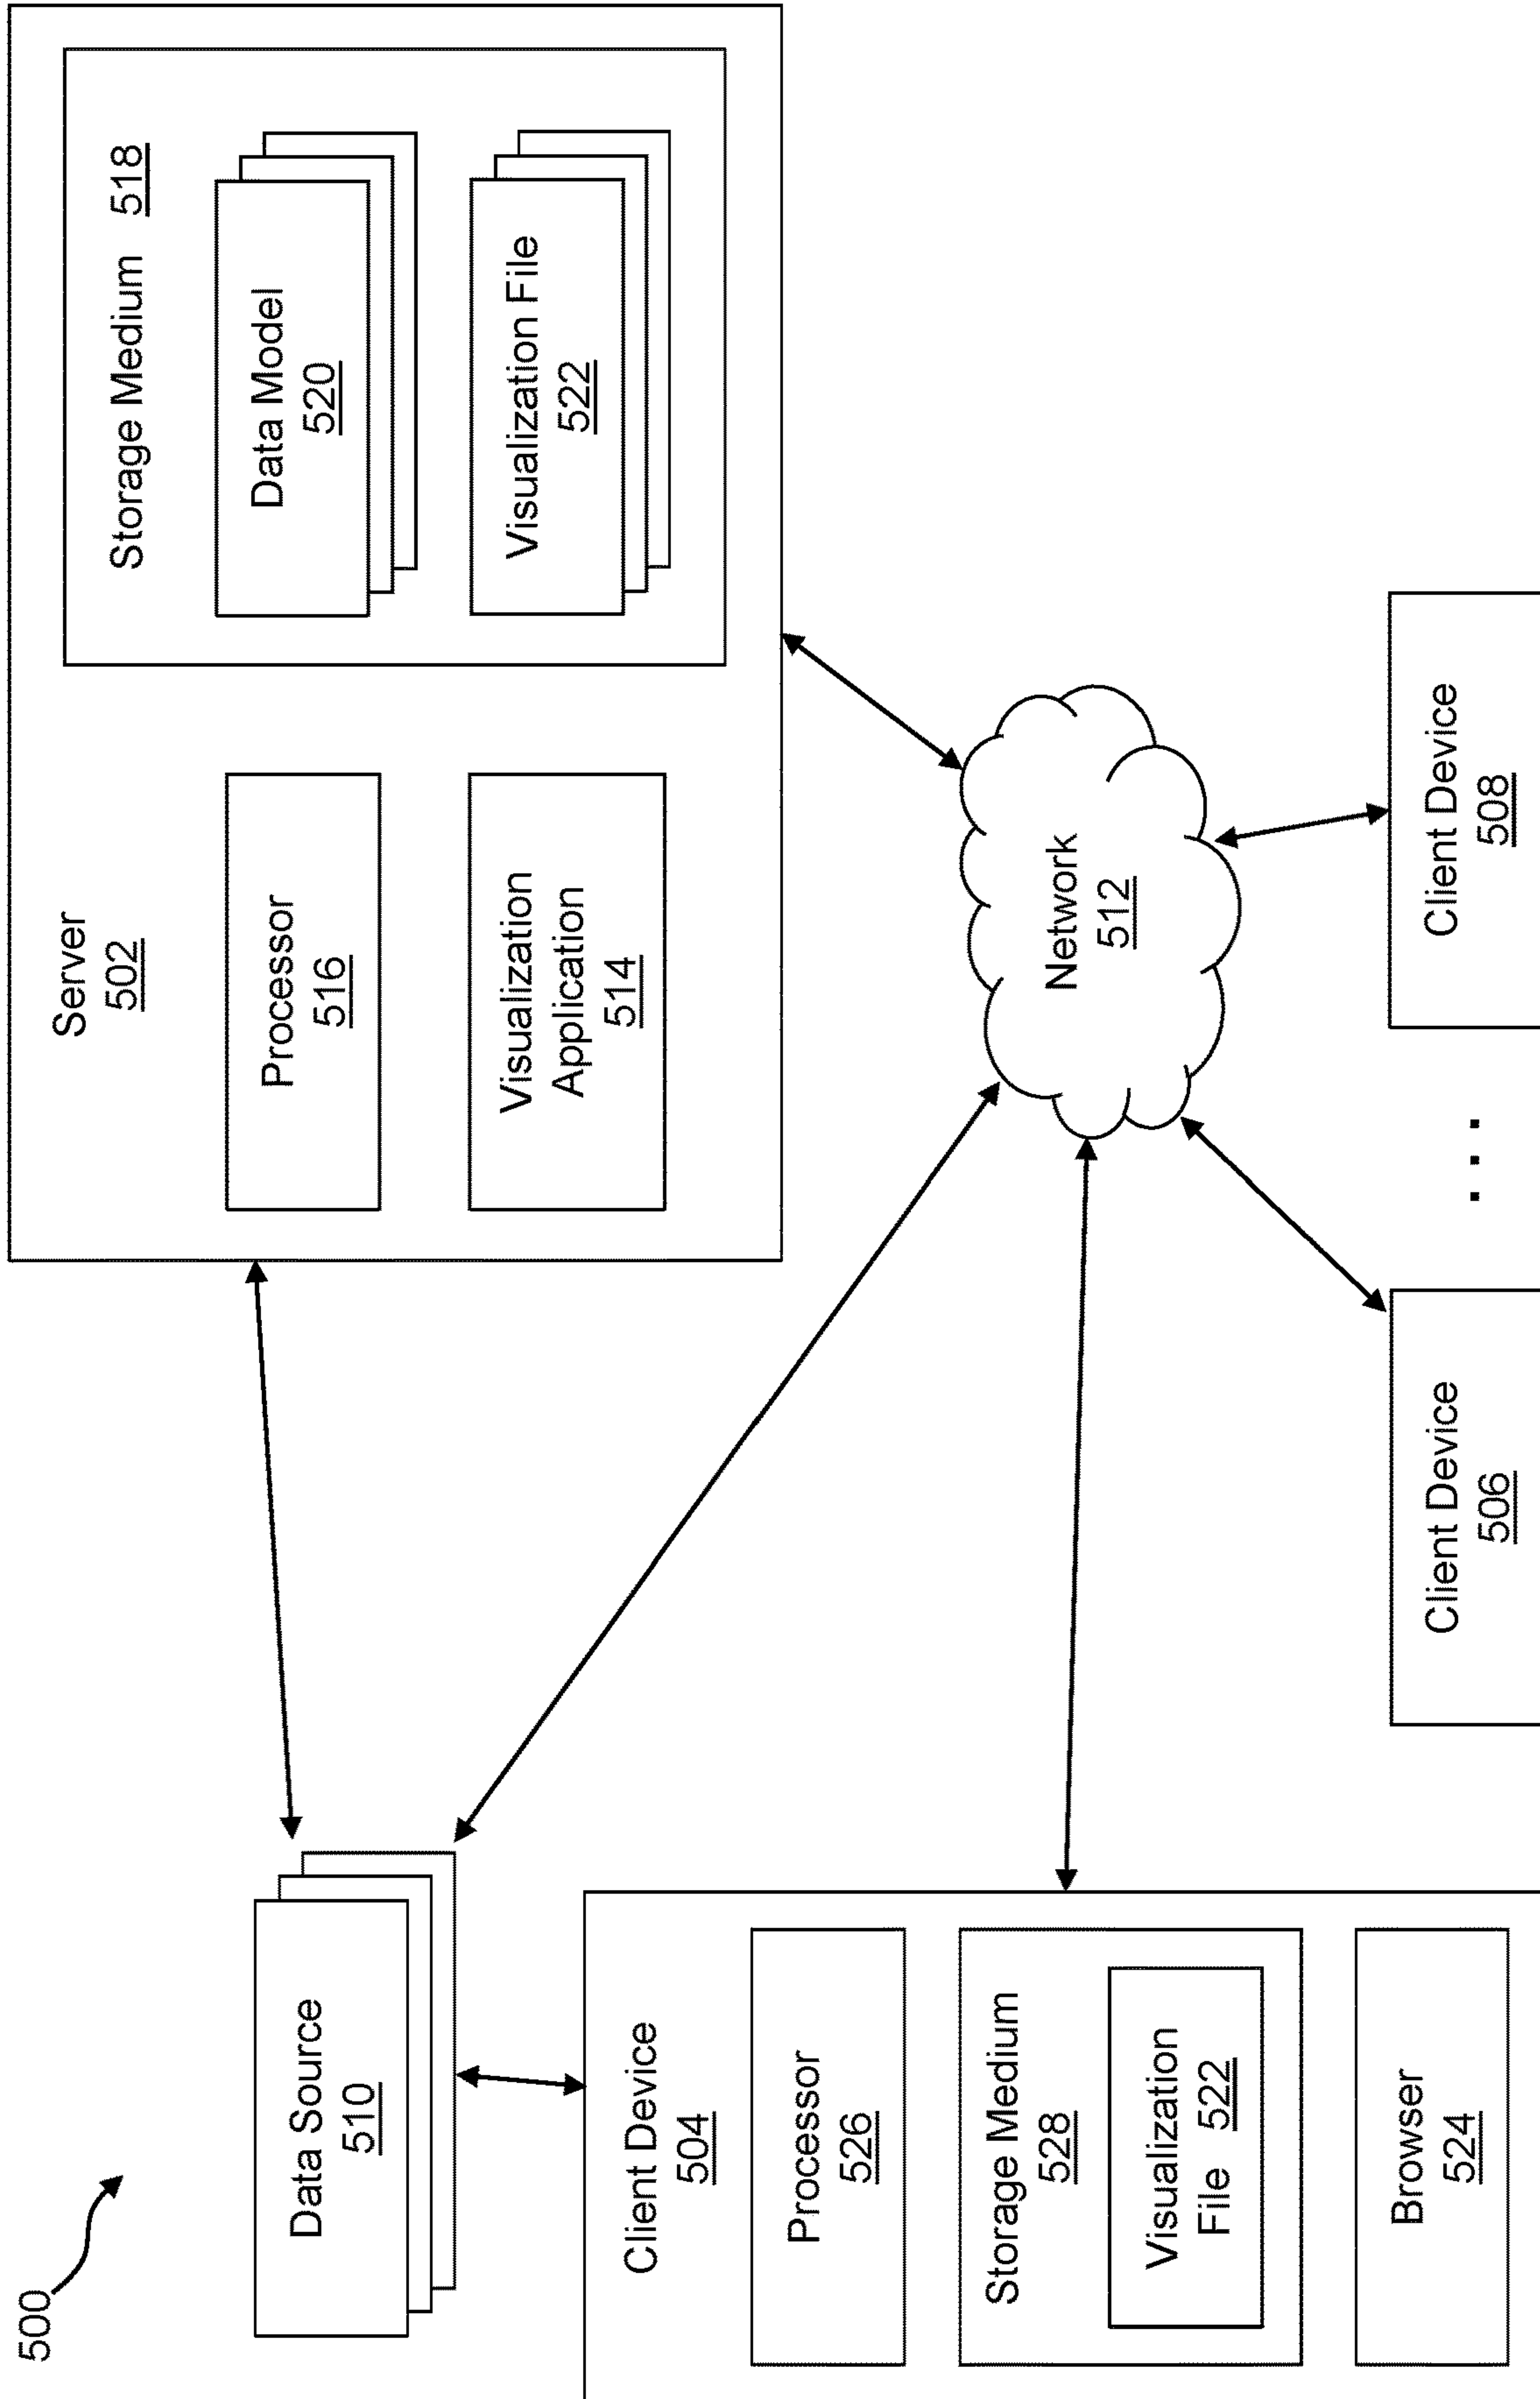 500
Data Source
510
Client Device
504
Processor
526
Storage Medium
528
Visualization
File 522
Browser
524
Server
502
Processor
516
Visualization
Application
514
Storage Medium 518
Data Model
520
Visualization File
522
Network
512
Client Device
506
. . .
Client Device
508